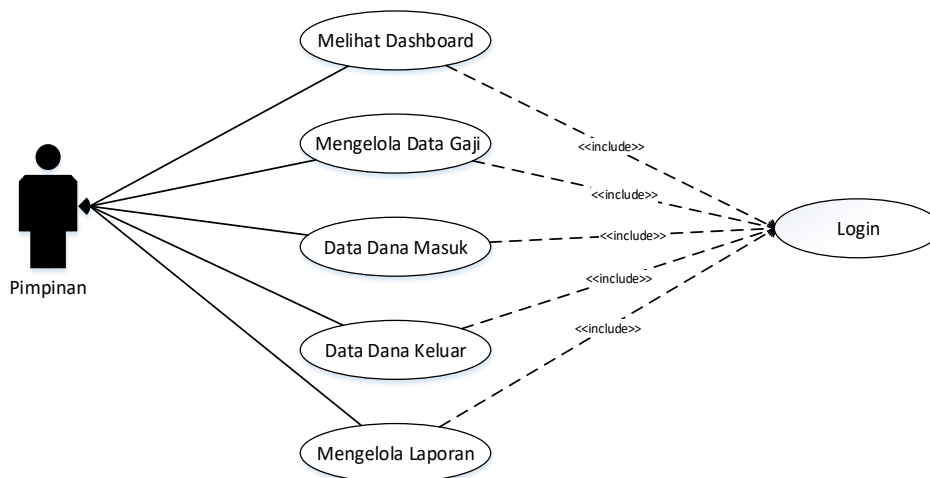 Melihat Dashboard
Mengelola Data Gaji
Data Dana Masuk
Data Dana Keluar
Mengelola Laporan
Pimpinan
<<include>>
<<include>>
<<include>>
<<include>>
<<include>>
Login